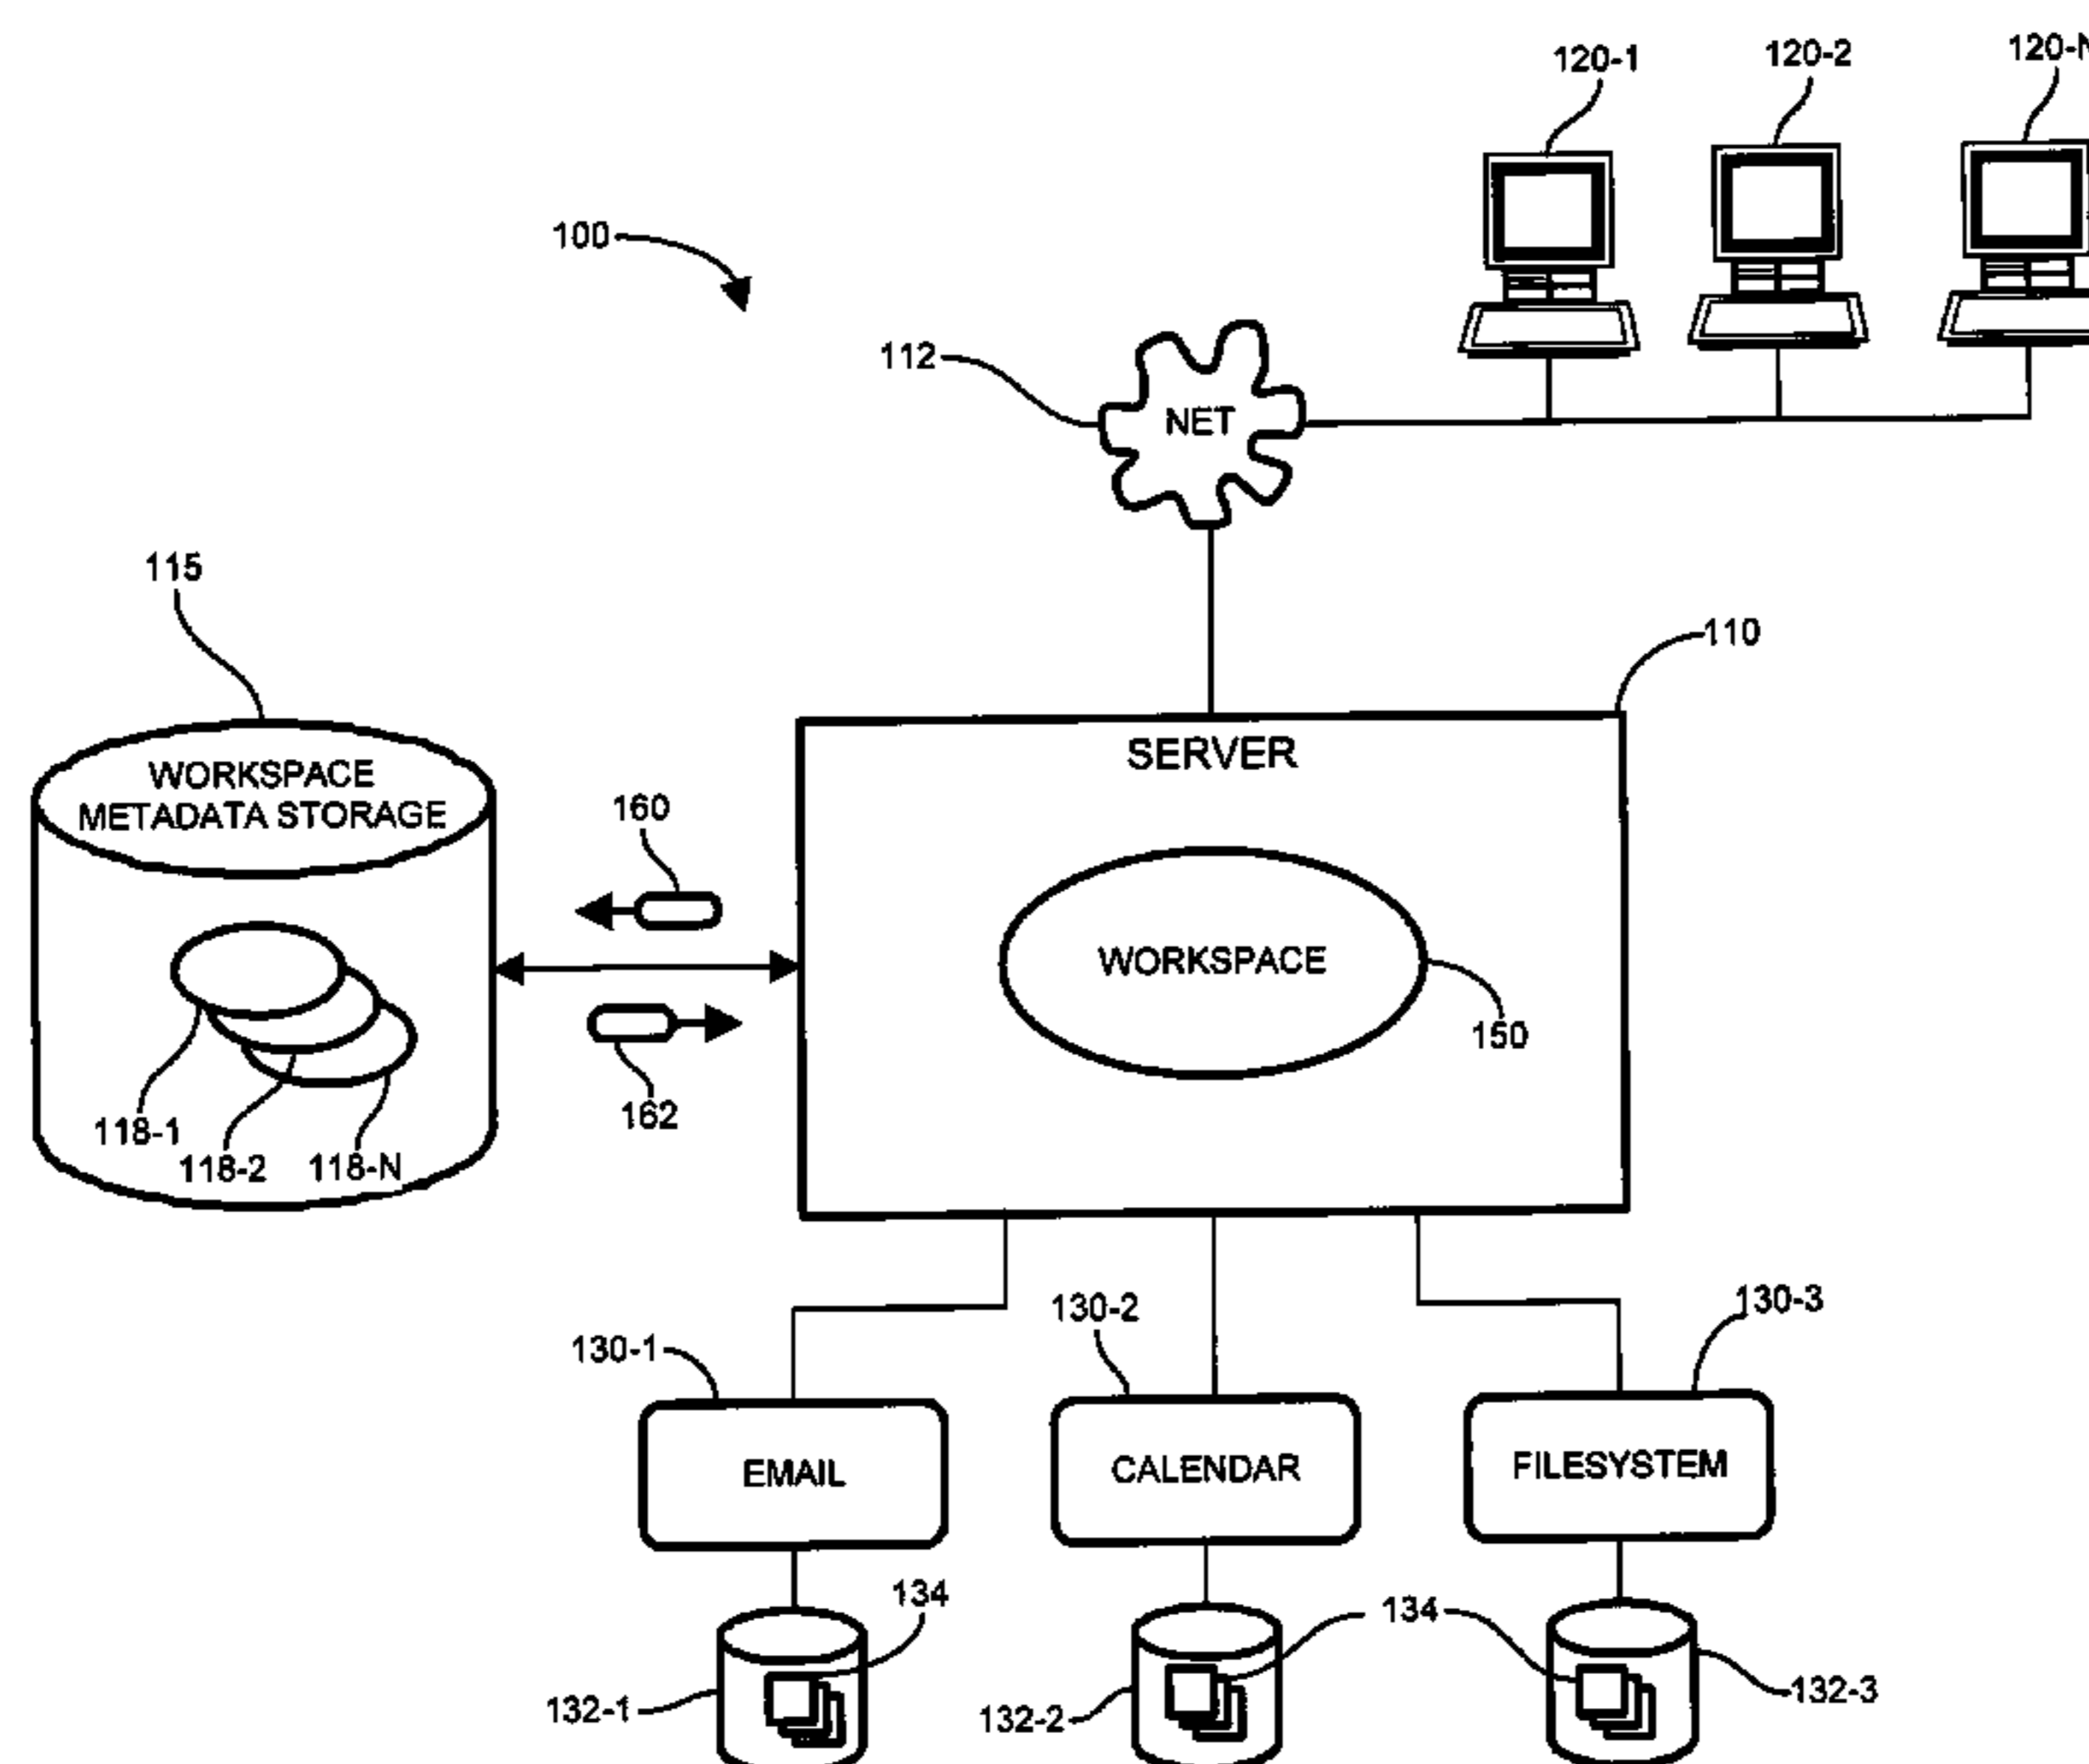 120-1
120-2
120-N
100
112
NET
115
110
SERVER
WORKSPACE
METADATA STORAGE
160
WORKSPACE
150
162
118-1
118-2
118-N
130-1
130-2
130-3
EMAIL
CALENDAR
FILESYSTEM
134
134
132-1
132-2
132-3